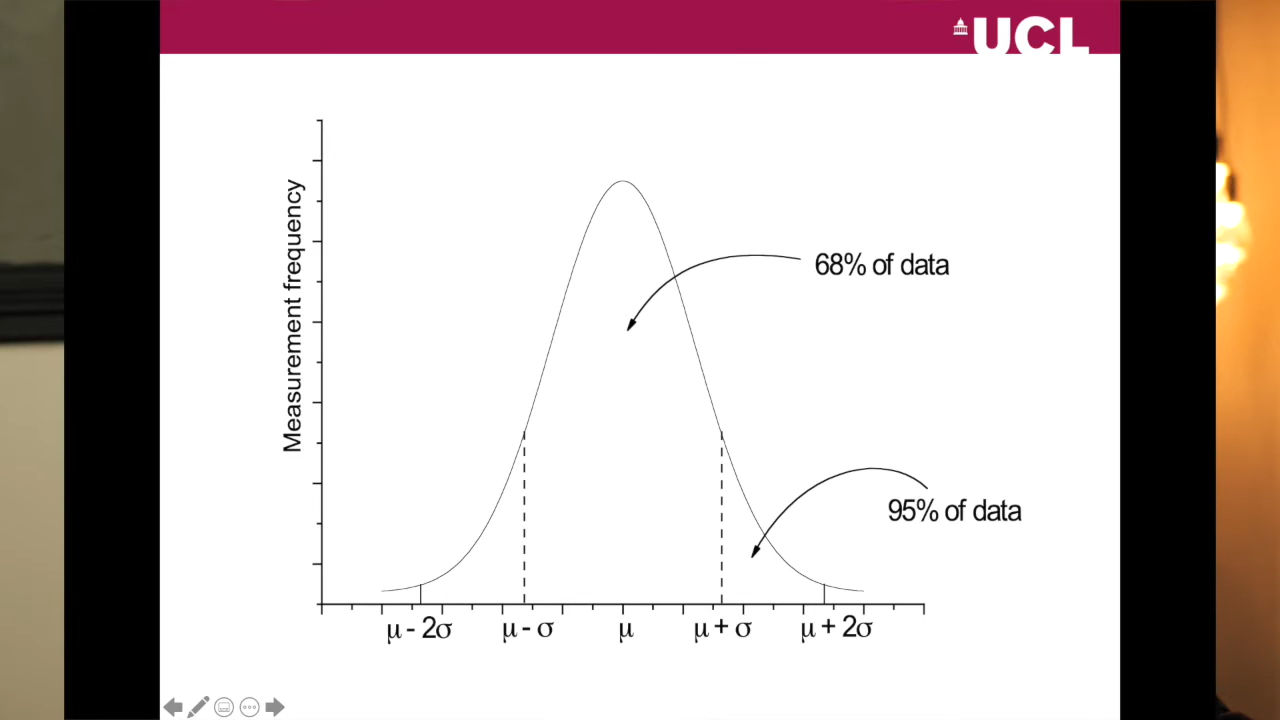 UCL
Measurement frequency
68% of data
95% of data
μ - 2σ μ - σ μ μ + σ μ + 2σ